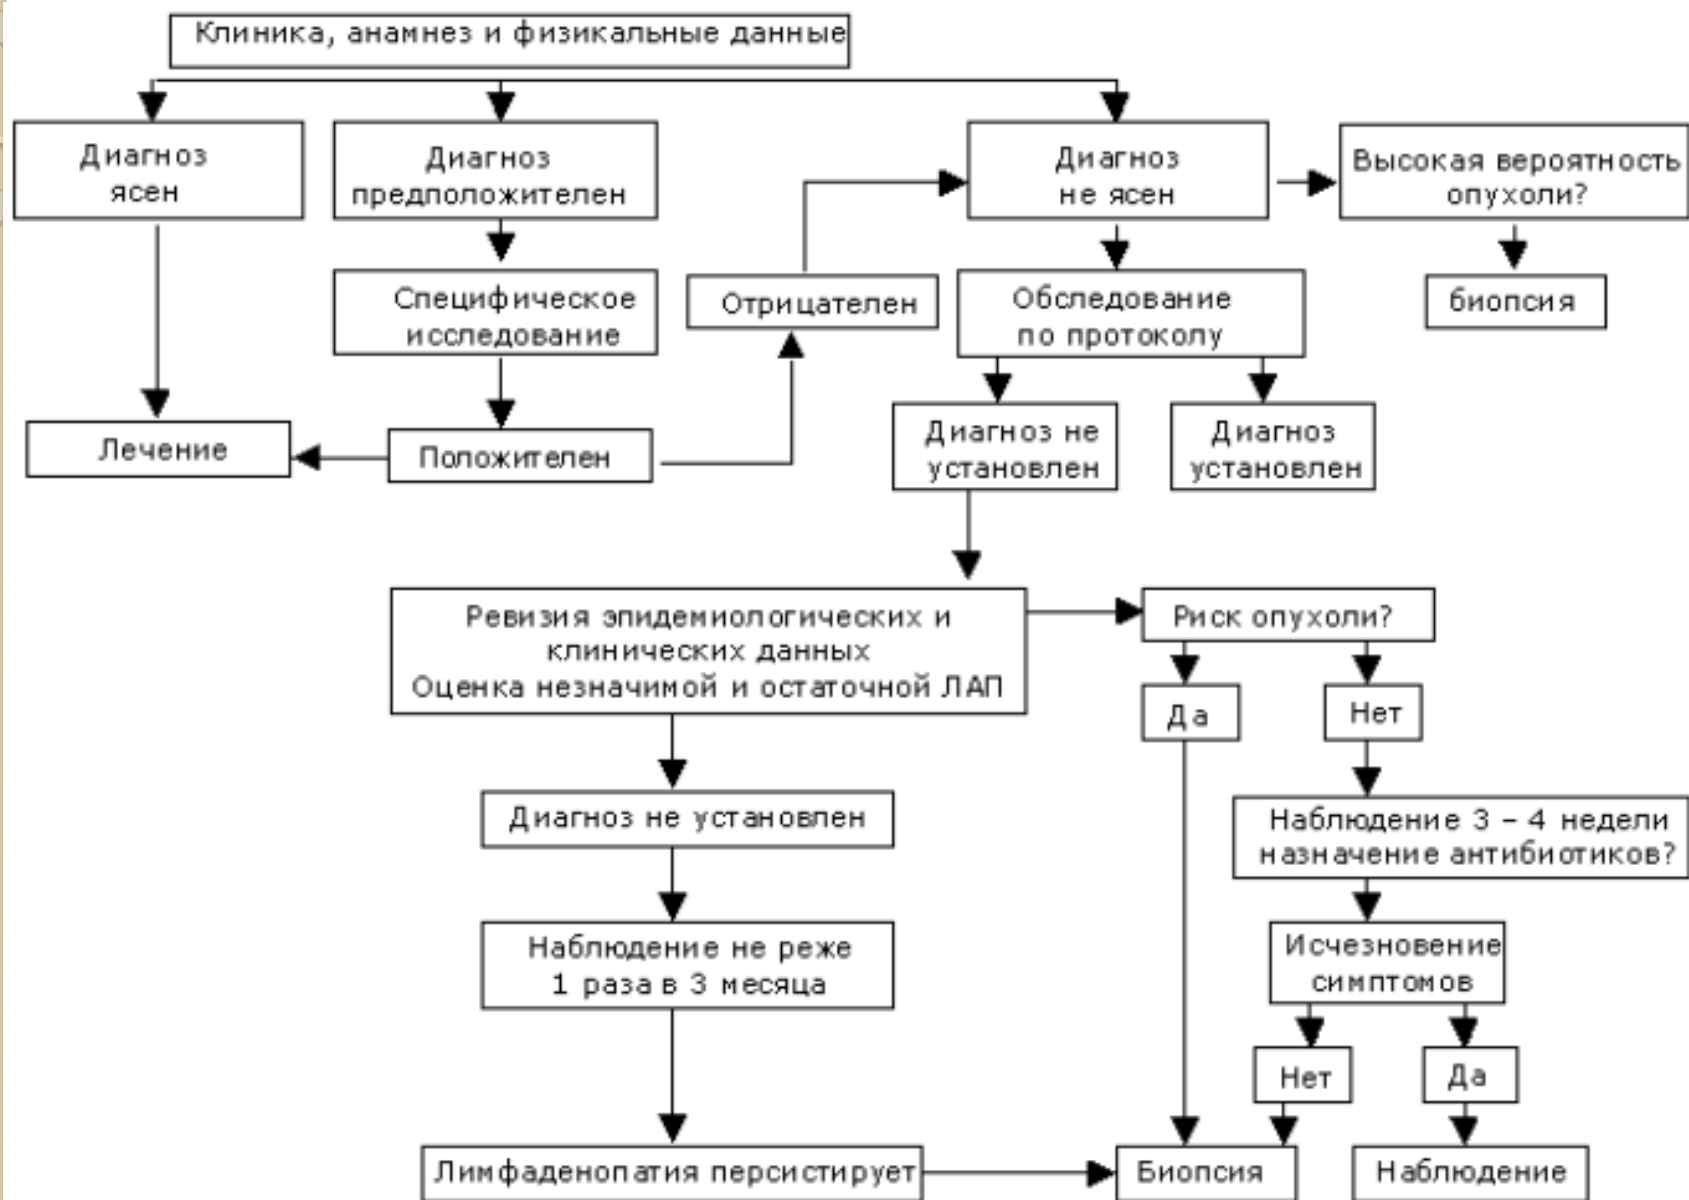 Клиника, анамнез и физикальные данные
Диагноз
ясен
Диагноз
предположителен
Диагноз
не ясен
Высокая вероятность
опухоли?
Специфическое
исследование
Отрицателен
Обследование
по протоколу
биопсия
Лечение
Положителен
Диагноз не
установлен
Диагноз
установлен
Ревизия эпидемиологических и
клинических данных
Оценка незначимой и остаточной ЛАП
Риск опухоли?
Да
Нет
Диагноз не установлен
Наблюдение 3 – 4 недели
назначение антибиотиков?
Наблюдение не реже
1 раза в 3 месяца
Исчезновение
симптомов
Нет
Да
Лимфаденопатия персистирует
Биопсия
Наблюдение